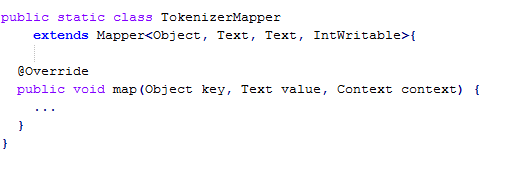 public static class TokenizerMapper
extends Mapper<Object, Text, Text, IntWritable>{
@Override
public void map(Object key, Text value, Context context) {
...
}
}